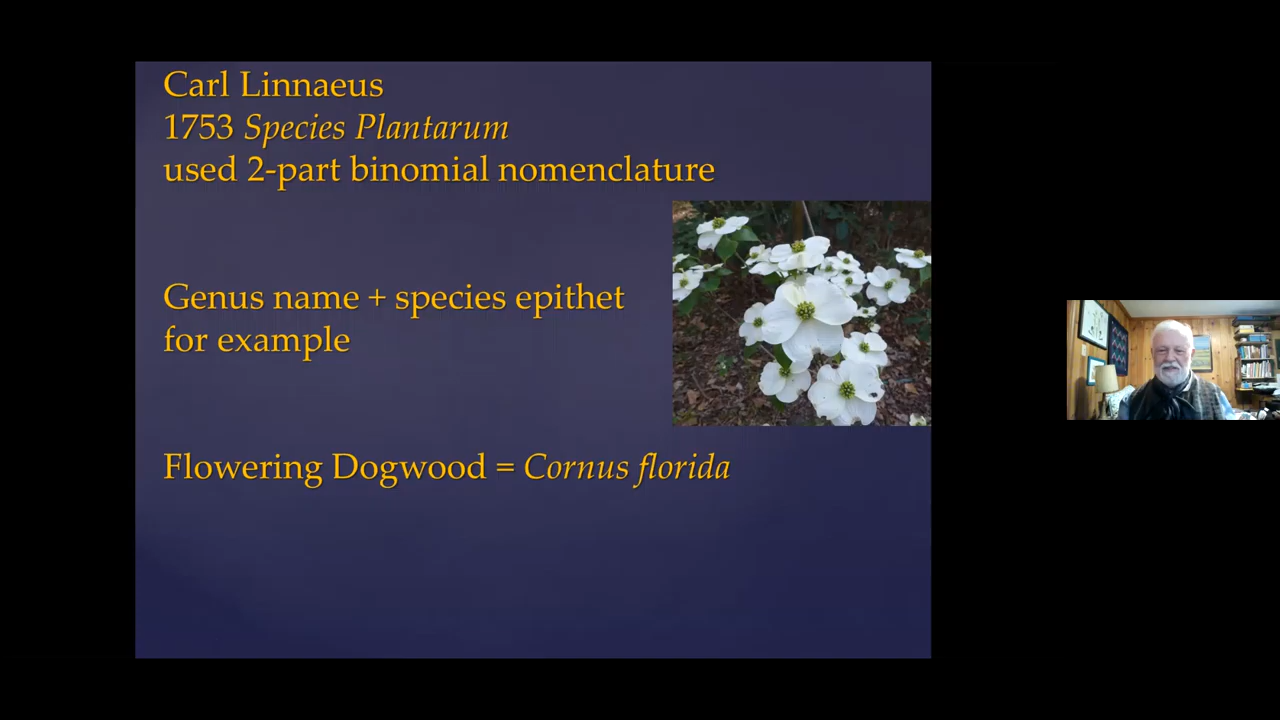 Carl Linnaeus
1753 Species Plantarum
used 2-part binomial nomenclature
Genus name + species epithet
for example
Flowering Dogwood = Cornus florida